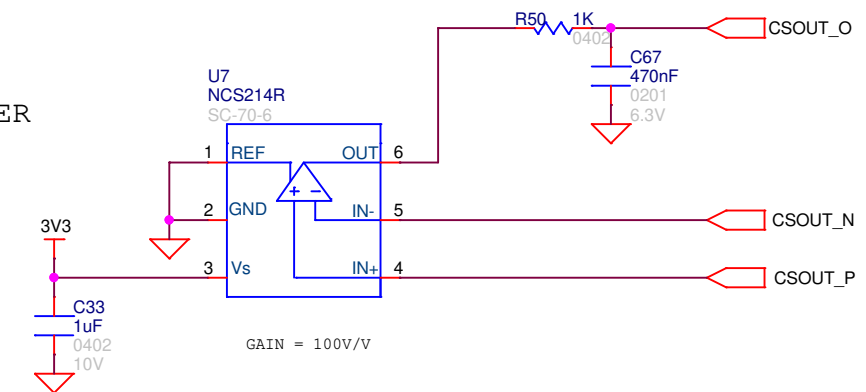 R50 1K
0402
CSOUT_O
C67
470nF
0201
6.3V
U7
NCS214R
SC-70-6
ER
1 REF OUT 6
+ -
2 GND IN- 5
CSOUT_N
3V3
3 Vs IN+ 4
CSOUT_P
C33
1uF
0402
10V
GAIN = 100V/V